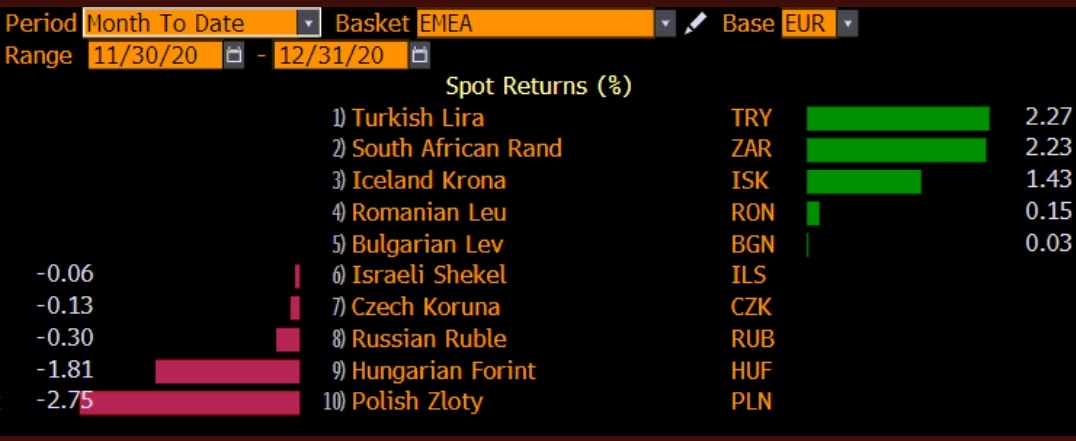 Period Month To Date Basket EMEA Base EUR
Range 11/30/20 - 12/31/20
Spot Returns (%)
1) Turkish Lira TRY 2.27
2) South African Rand ZAR 2.23
3) Iceland Krona ISK 1.43
4) Romanian Leu RON 0.15
5) Bulgarian Lev BGN 0.03
-0.06 6) Israeli Shekel ILS
-0.13 7) Czech Koruna CZK
-0.30 8) Russian Ruble RUB
-1.81 9) Hungarian Forint HUF
-2.75 10) Polish Zloty PLN